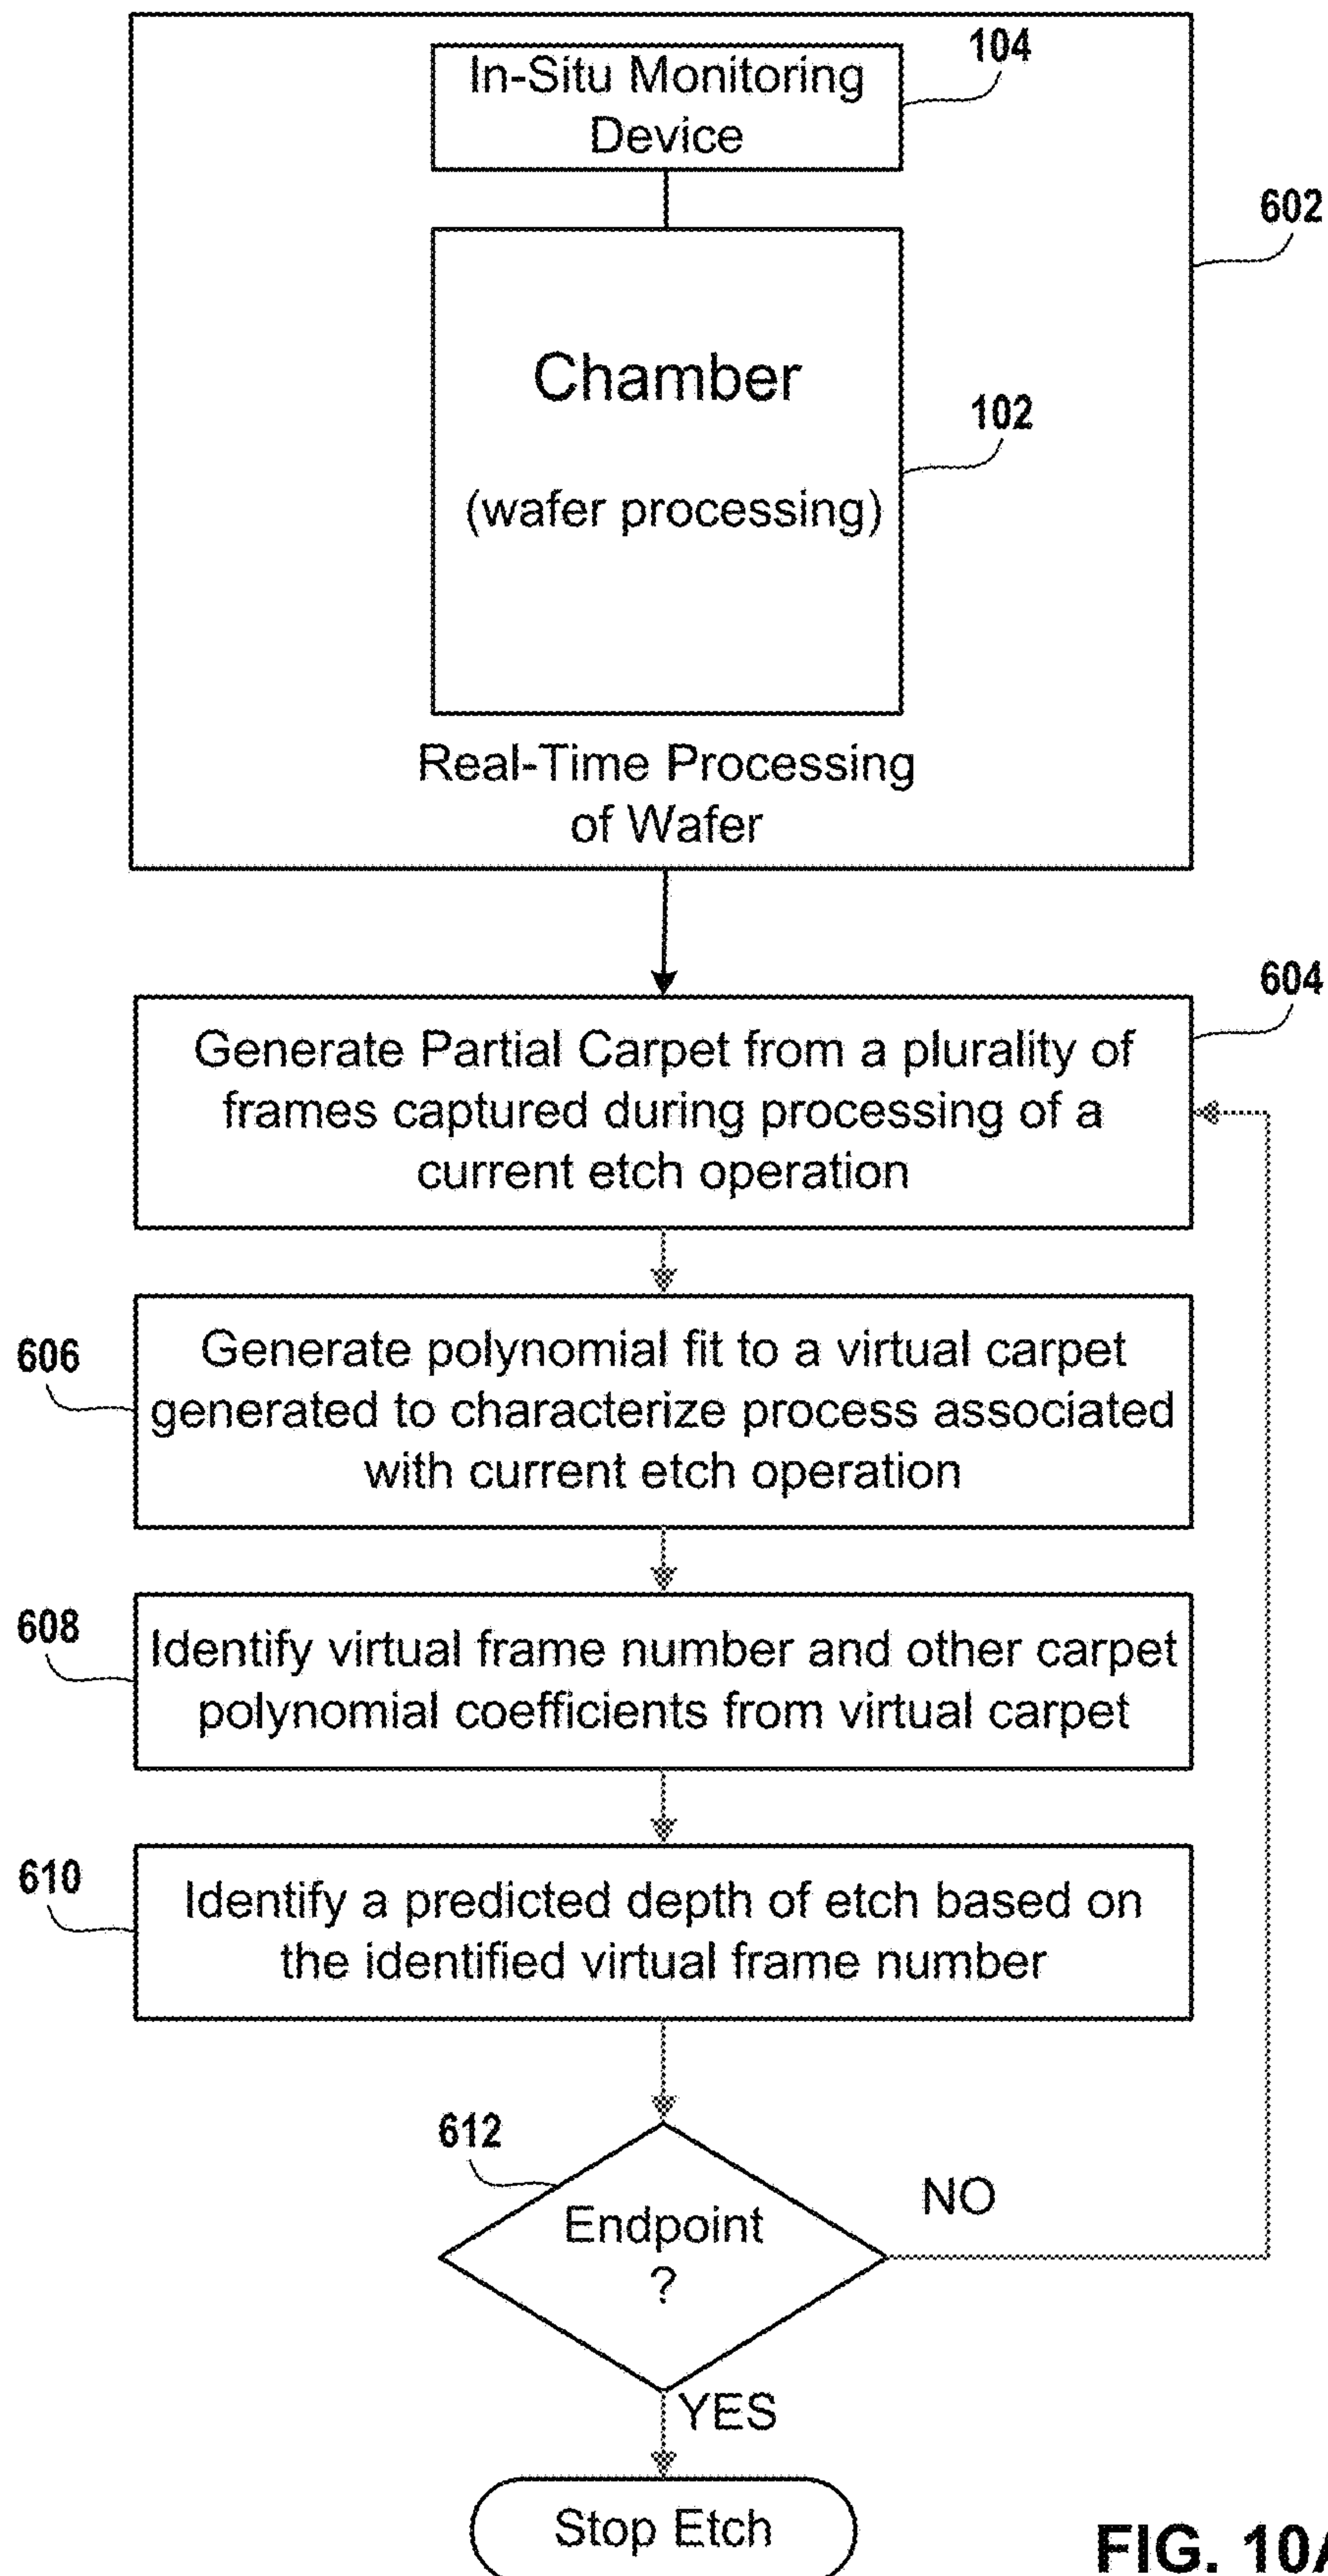 104
In-Situ Monitoring
Device
602
Chamber
102
(wafer processing)
Real-Time Processing
of Wafer
604
Generate Partial Carpet from a plurality of
frames captured during processing of a
current etch operation
606
Generate polynomial fit to a virtual carpet
generated to characterize process associated
with current etch operation
608
Identify virtual frame number and other carpet
polynomial coefficients from virtual carpet
610
Identify a predicted depth of etch based on
the identified virtual frame number
612
NO
Endpoint
?
YES
Stop Etch
FIG. 10A